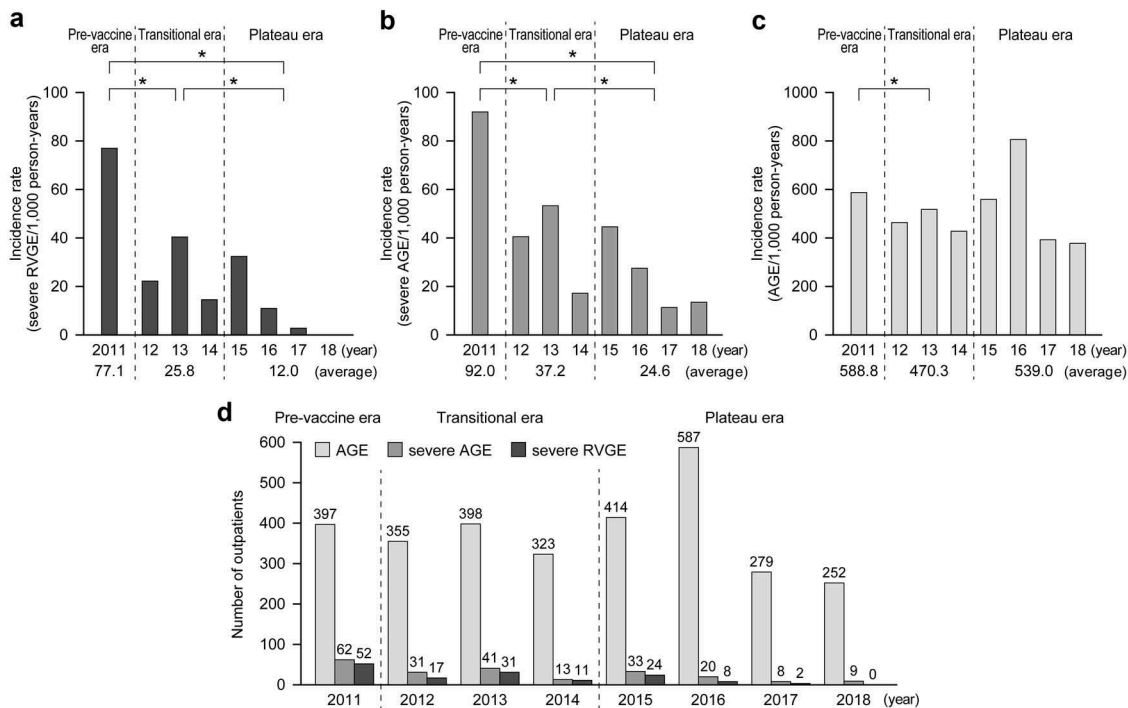 a
Pre-vaccine era
Transitional era
Plateau era
*
*
*
Incidence rate
(severe RVGE/1,000 person-years)
100
80
60
40
20
0
2011 12 13 14 15 16 17 18 (year)
77.1 25.8 12.0 (average)
b
Pre-vaccine era
Transitional era
Plateau era
*
*
*
Incidence rate
(severe AGE/1,000 person-years)
100
80
60
40
20
0
2011 12 13 14 15 16 17 18 (year)
92.0 37.2 24.6 (average)
c
Pre-vaccine era
Transitional era
Plateau era
*
Incidence rate
(AGE/1,000 person-years)
1000
800
600
400
200
0
2011 12 13 14 15 16 17 18 (year)
588.8 470.3 539.0 (average)
d
Pre-vaccine era Transitional era Plateau era
AGE severe AGE severe RVGE
Number of outpatients
600
500
400
300
200
100
0
397 62 52
355 31 17
398 41 31
323 13 11
414 33 24
587 20 8
279 8 2
252 9 0
2011 2012 2013 2014 2015 2016 2017 2018 (year)